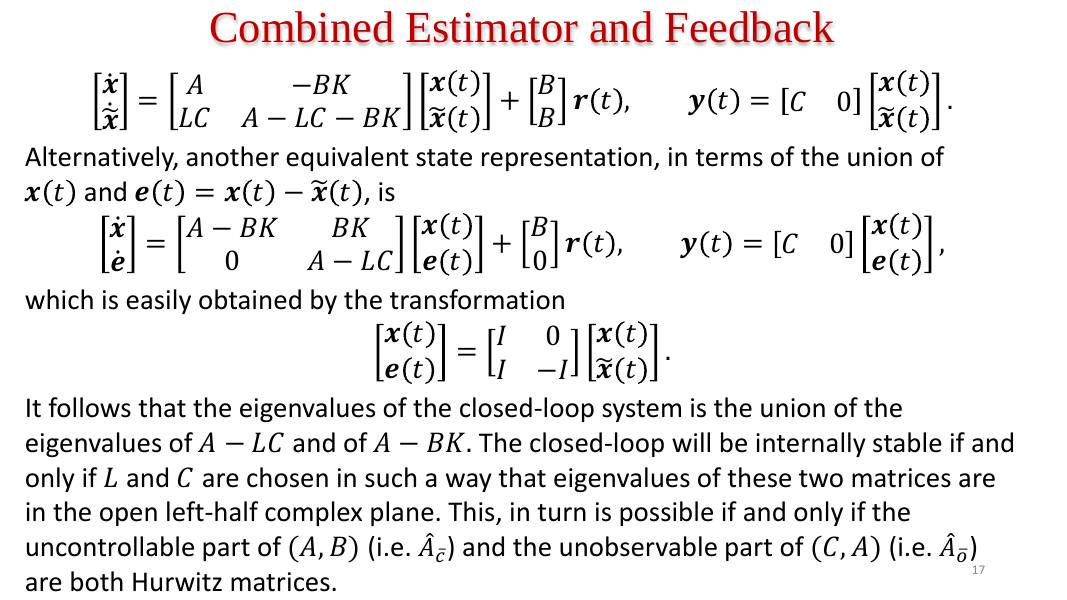 Combined Estimator and Feedback
[ẋ; x̃̇] = [A −BK; LC A − LC − BK] [x(t); x̃(t)] + [B; B] r(t), y(t) = [C 0] [x(t); x̃(t)].
Alternatively, another equivalent state representation, in terms of the union of
x(t) and e(t) = x(t) − x̃(t), is
[ẋ; ė] = [A − BK BK; 0 A − LC] [x(t); e(t)] + [B; 0] r(t), y(t) = [C 0] [x(t); e(t)],
which is easily obtained by the transformation
[x(t); e(t)] = [I 0; I −I] [x(t); x̃(t)].
It follows that the eigenvalues of the closed-loop system is the union of the
eigenvalues of A − LC and of A − BK. The closed-loop will be internally stable if and
only if L and C are chosen in such a way that eigenvalues of these two matrices are
in the open left-half complex plane. This, in turn is possible if and only if the
uncontrollable part of (A, B) (i.e. Â_c̄) and the unobservable part of (C, A) (i.e. Â_ō)
are both Hurwitz matrices.
17